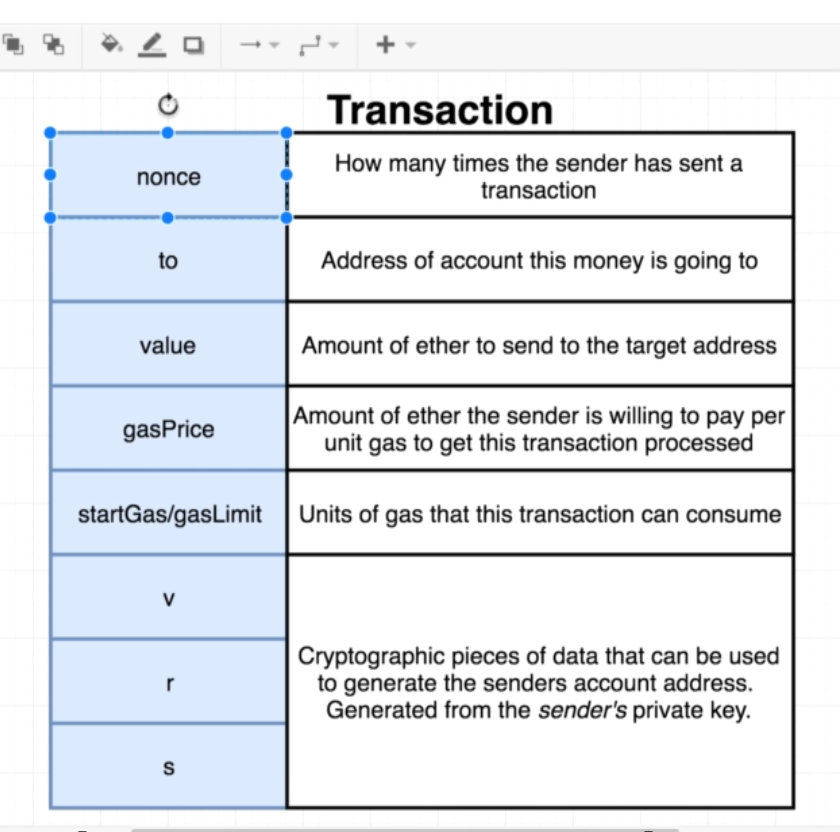 Transaction
nonce
How many times the sender has sent a
transaction
to
Address of account this money is going to
value
Amount of ether to send to the target address
gasPrice
Amount of ether the sender is willing to pay per
unit gas to get this transaction processed
startGas/gasLimit
Units of gas that this transaction can consume
v
r
s
Cryptographic pieces of data that can be used
to generate the senders account address.
Generated from the sender's private key.